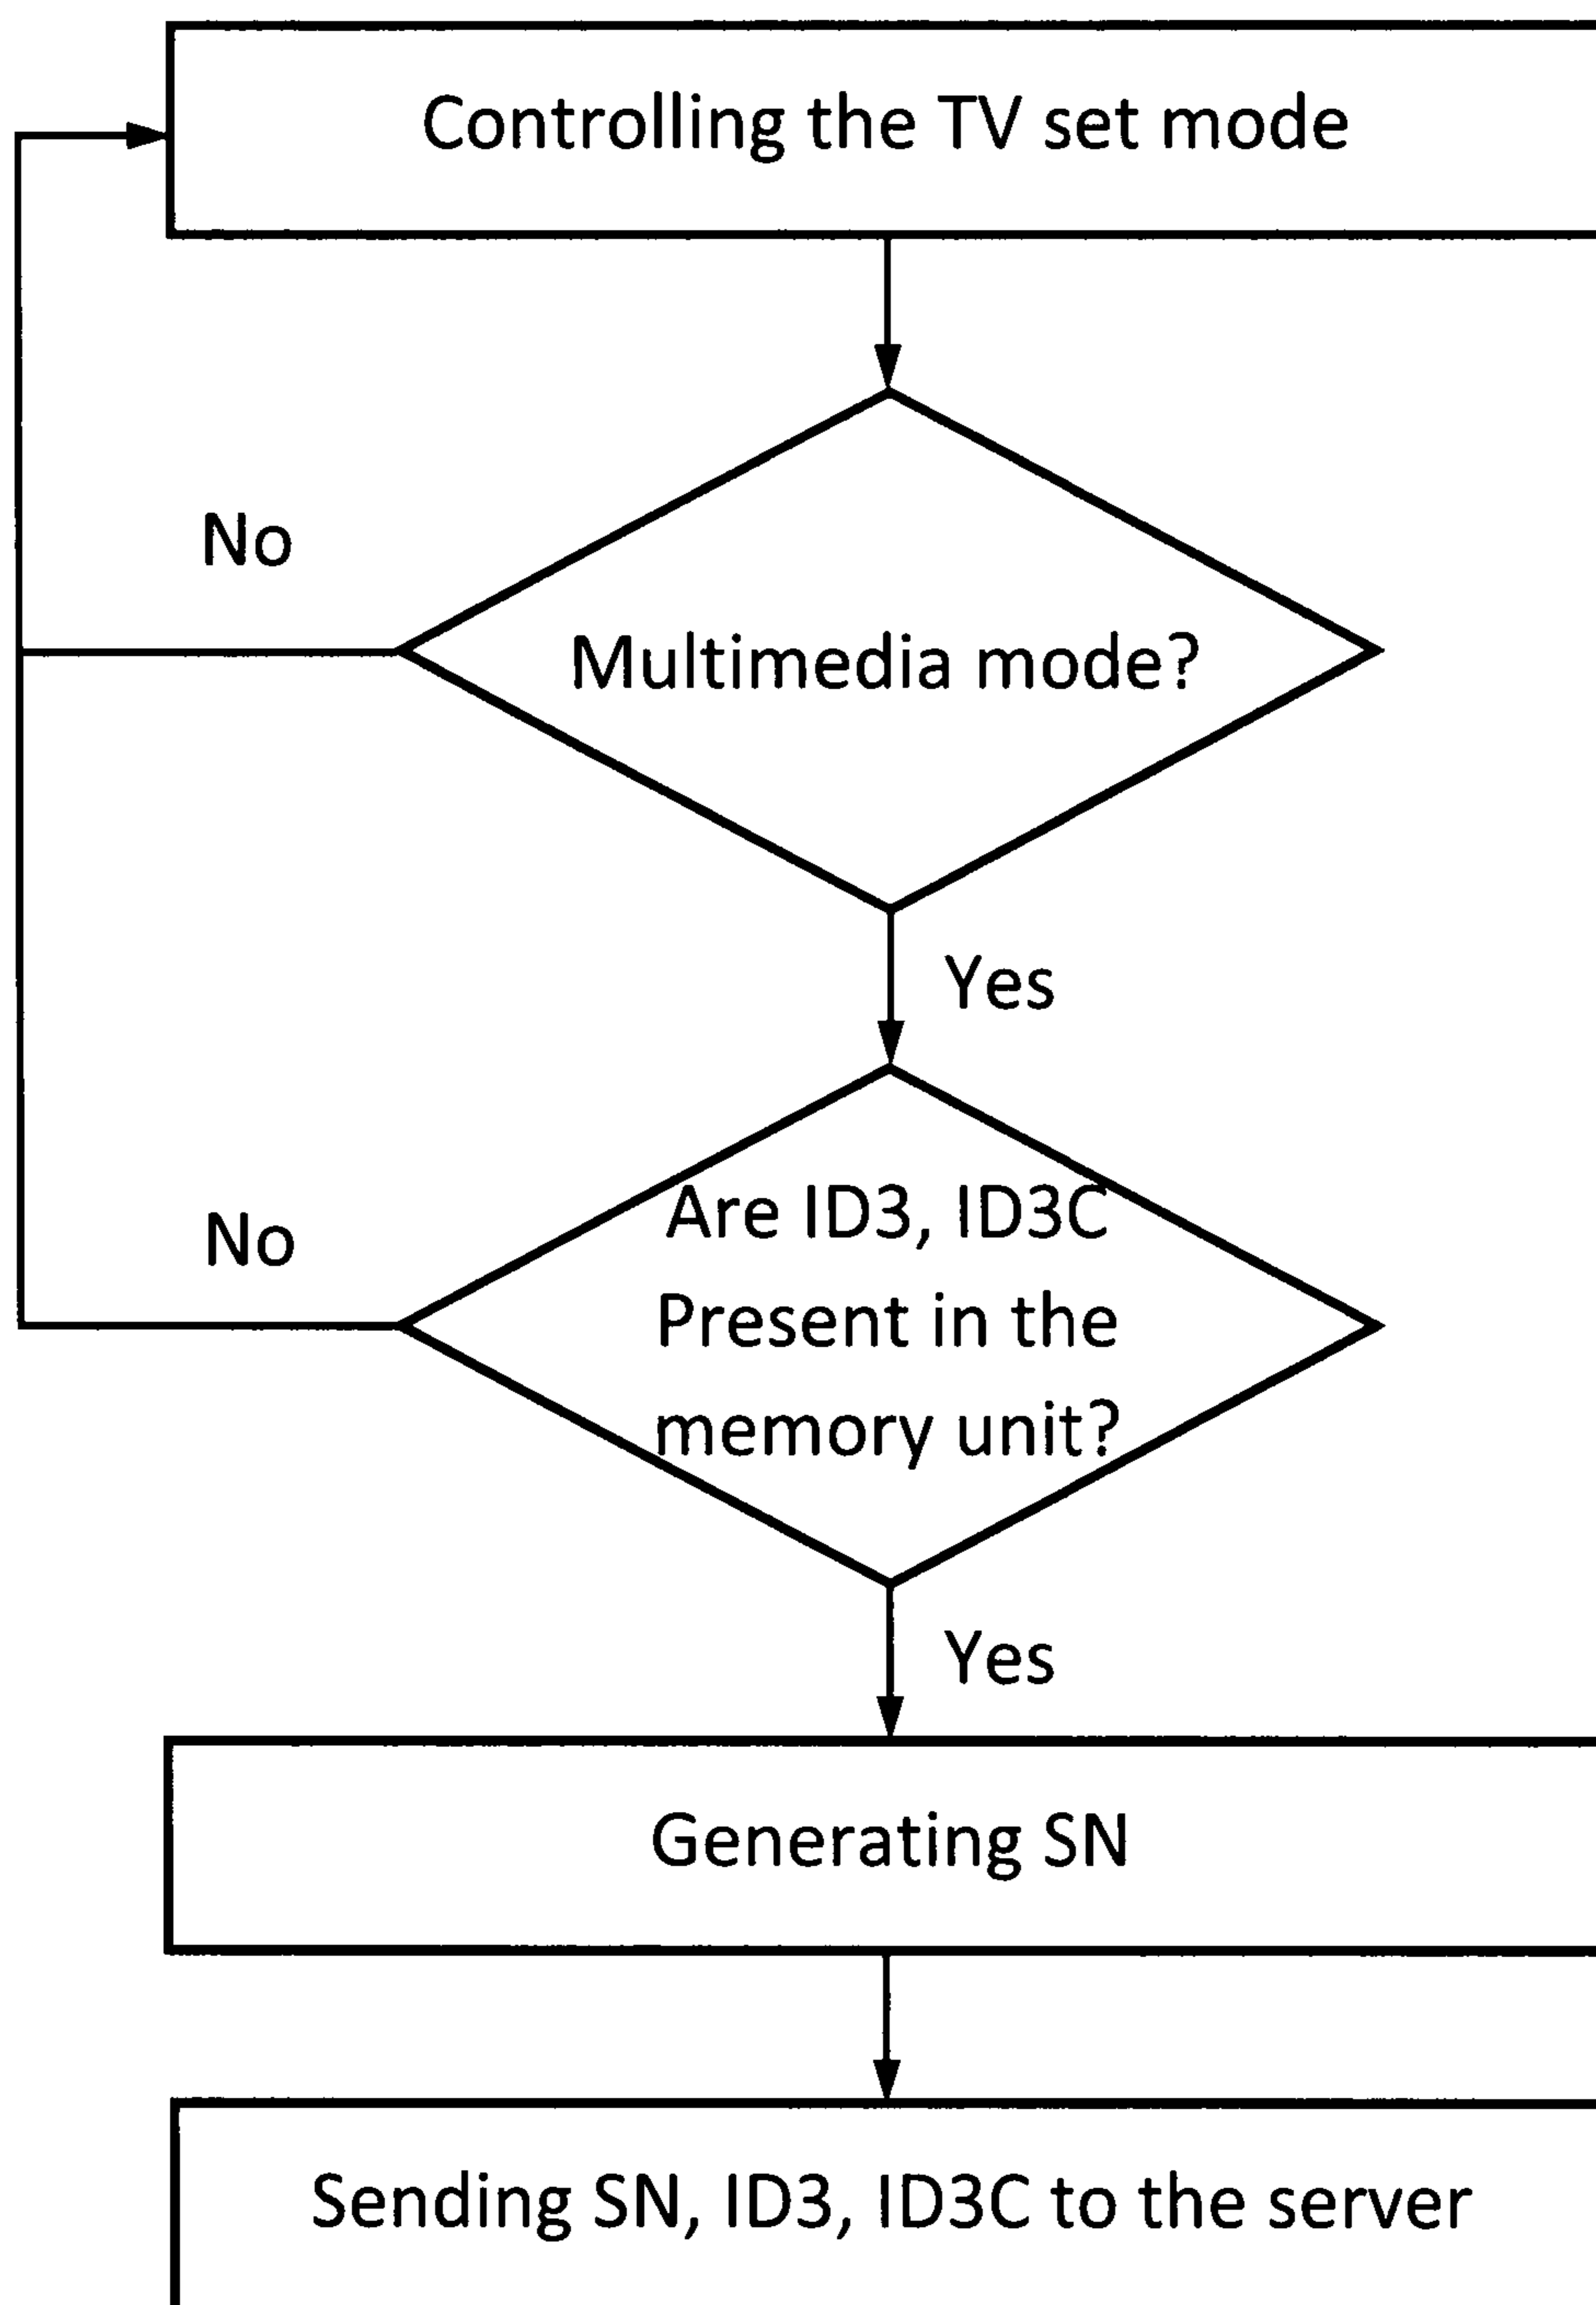 Controlling the TV set mode
No
Multimedia mode?
Yes
Are ID3, ID3C
No
Present in the
memory unit?
Yes
Generating SN
Sending SN, ID3, ID3C to the server